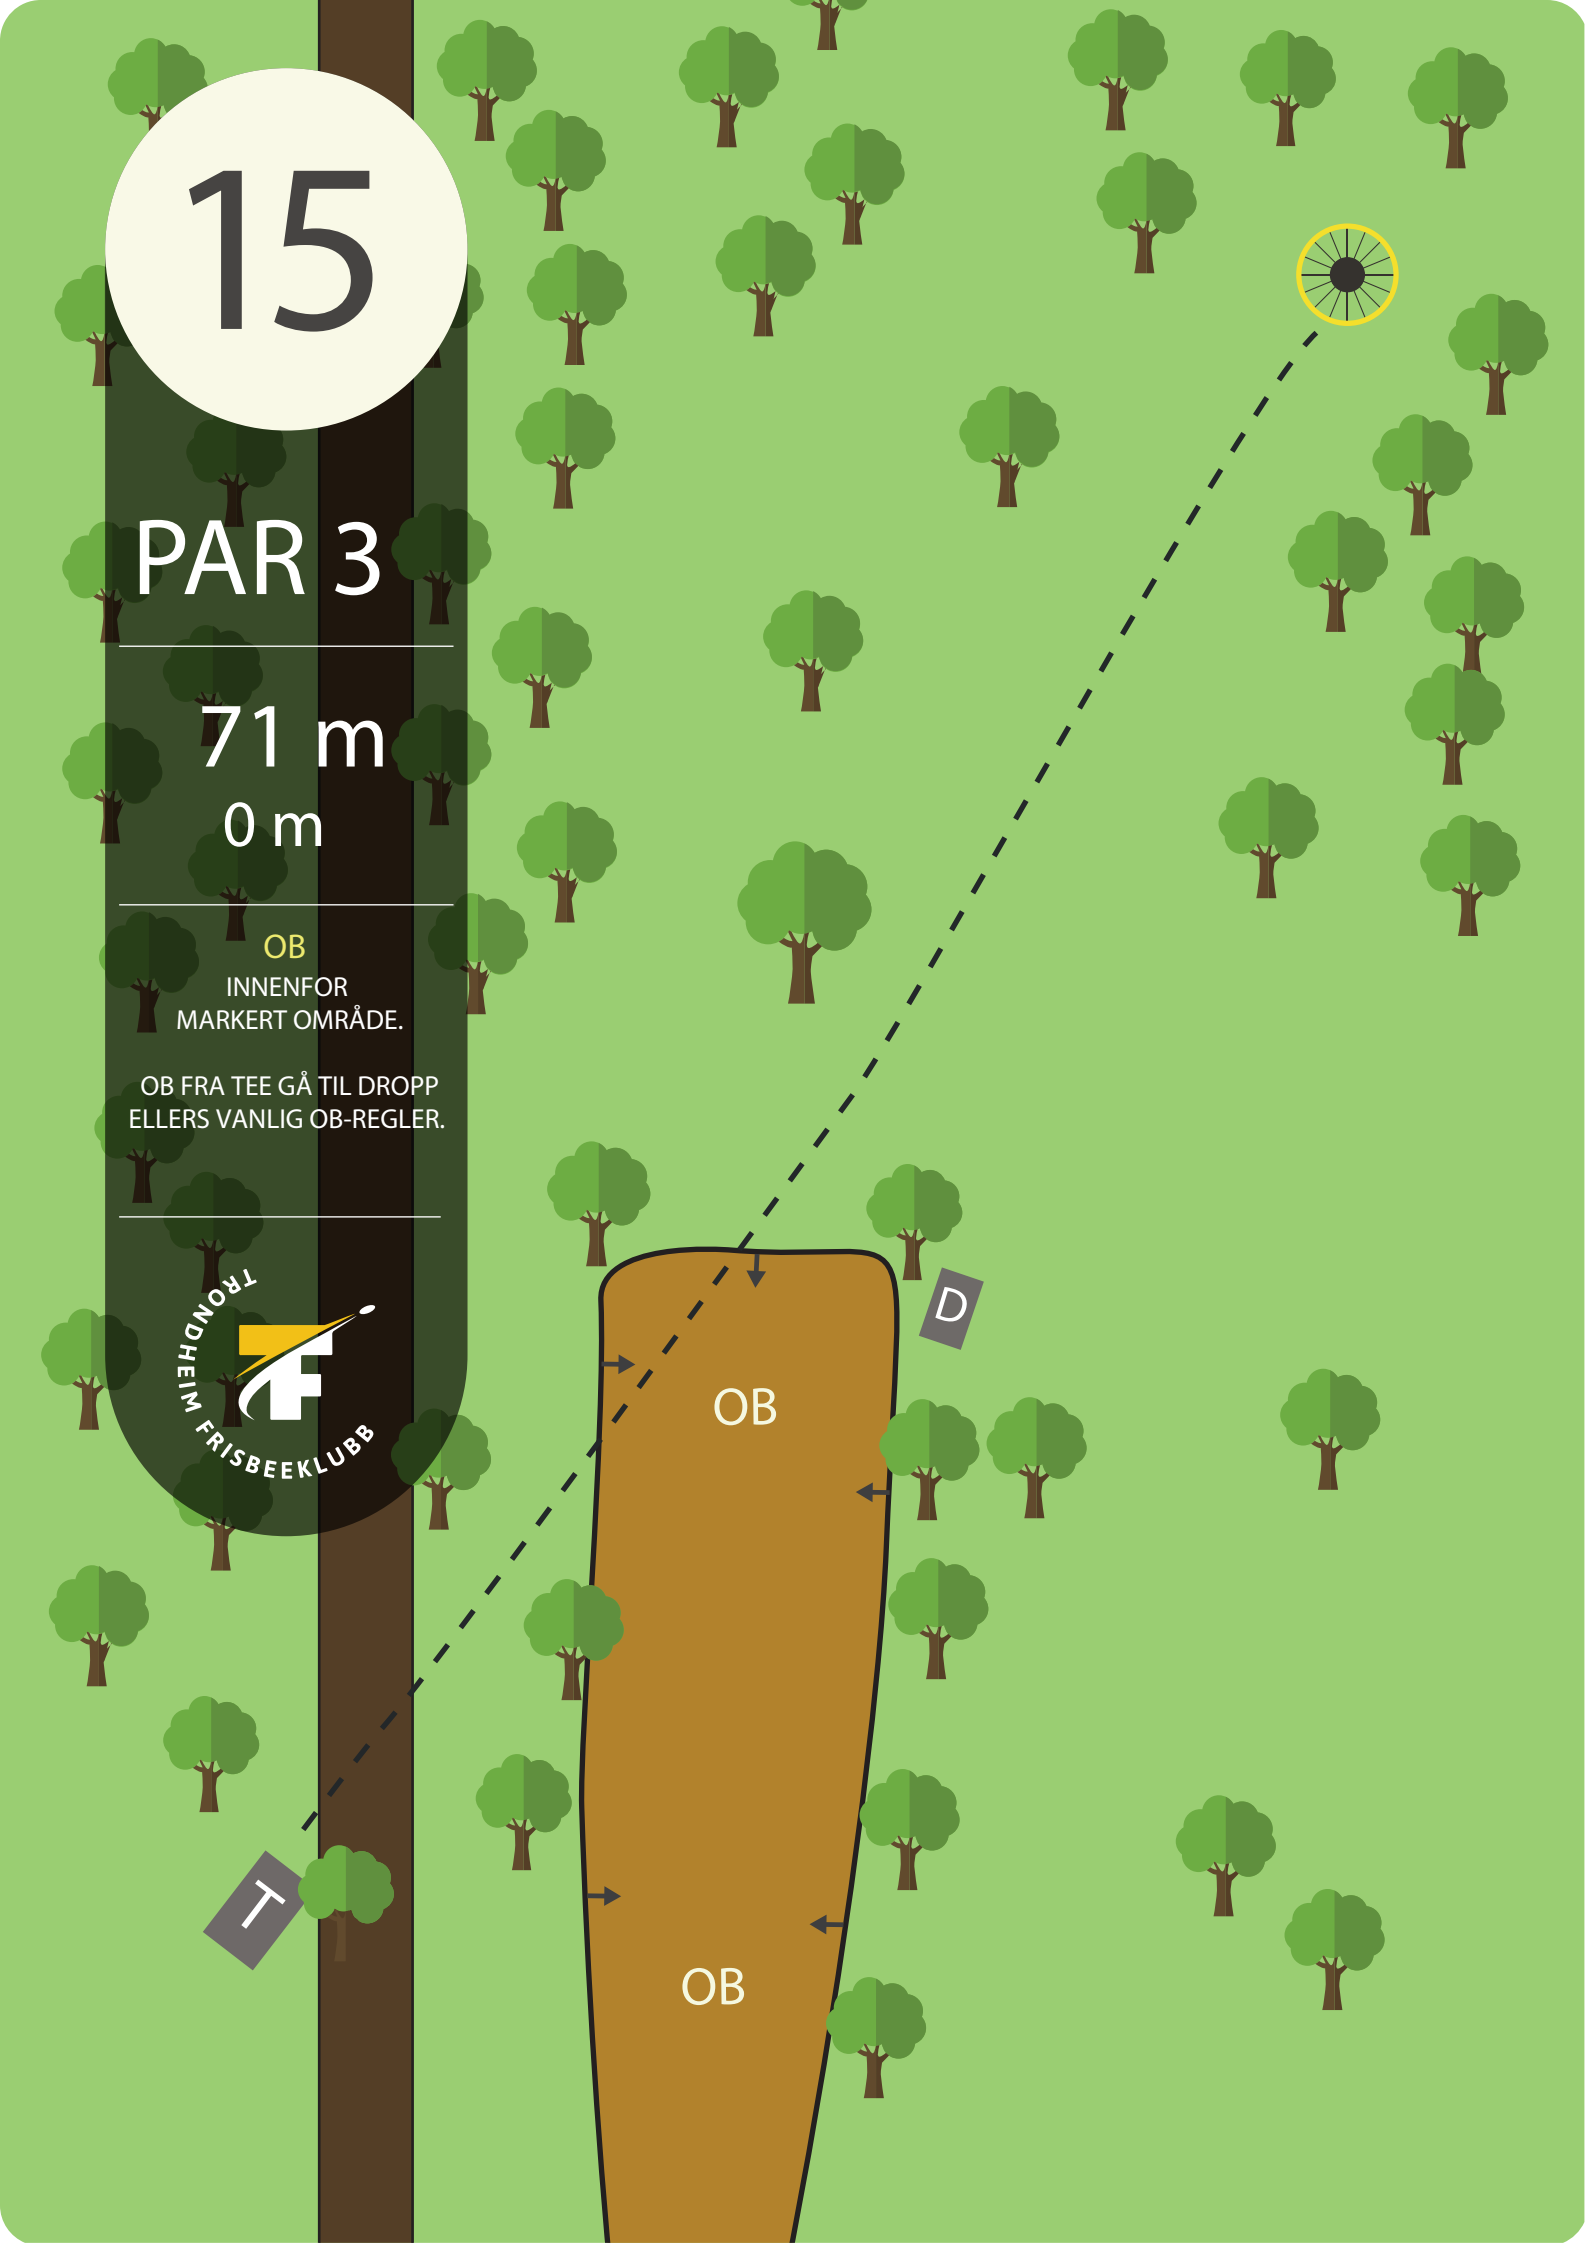 15
PAR 3
71 m
0 m
OB
INNENFOR
MARKERT OMRÅDE.
OB FRA TEE GÅ TIL DROPP
ELLERS VANLIG OB-REGLER.
TRONDHEIM FRISBEEKLUBB
D
OB
T
OB